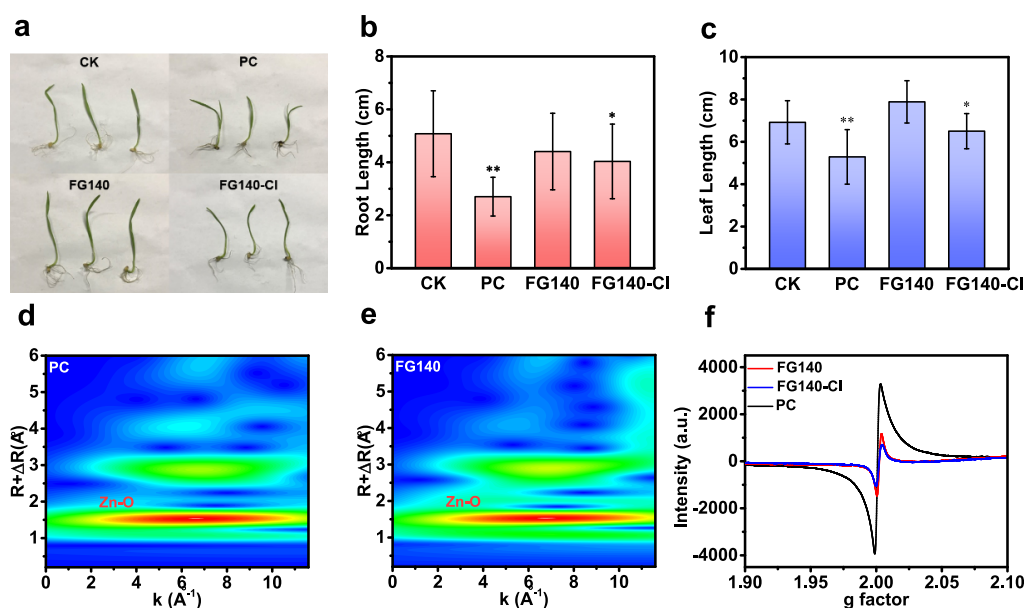 a
CK
PC
FG140
FG140-Cl
b
Root Length (cm)
8
6
4
2
0
**
*
CK
PC
FG140
FG140-Cl
c
Leaf Length (cm)
10
8
6
4
2
0
**
*
CK
PC
FG140
FG140-Cl
d
PC
Zn-O
R+ΔR(Å)
6
5
4
3
2
1
0
2
4
6
8
10
k (A⁻¹)
e
FG140
Zn-O
R+ΔR(Å)
6
5
4
3
2
1
0
2
4
6
8
10
k (A⁻¹)
f
FG140
FG140-Cl
PC
Intensity (a.u.)
4000
2000
0
-2000
-4000
1.90
1.95
2.00
2.05
2.10
g factor